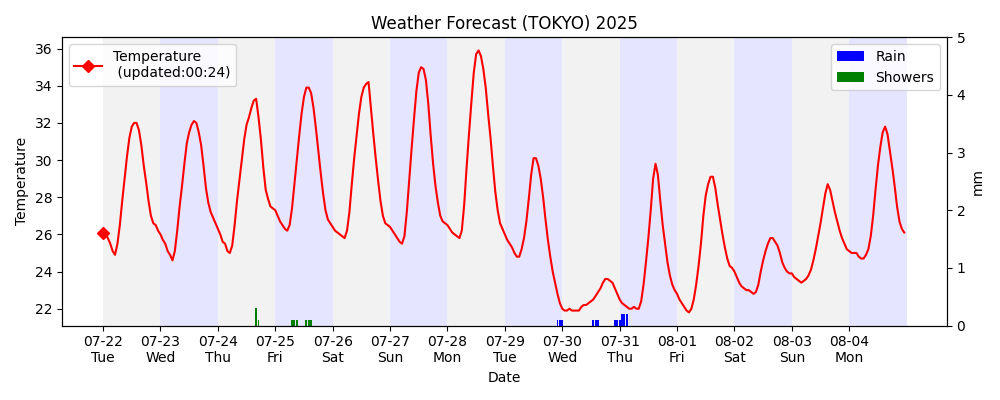 Weather Forecast (TOKYO) 2025
Temperature
(updated:00:24)
Rain
Showers
36
34
32
30
28
26
24
22
Temperature
5
4
3
2
1
0
mm
07-22 07-23 07-24 07-25 07-26 07-27 07-28 07-29 07-30 07-31 08-01 08-02 08-03 08-04
Tue Wed Thu Fri Sat Sun Mon Tue Wed Thu Fri Sat Sun Mon
Date